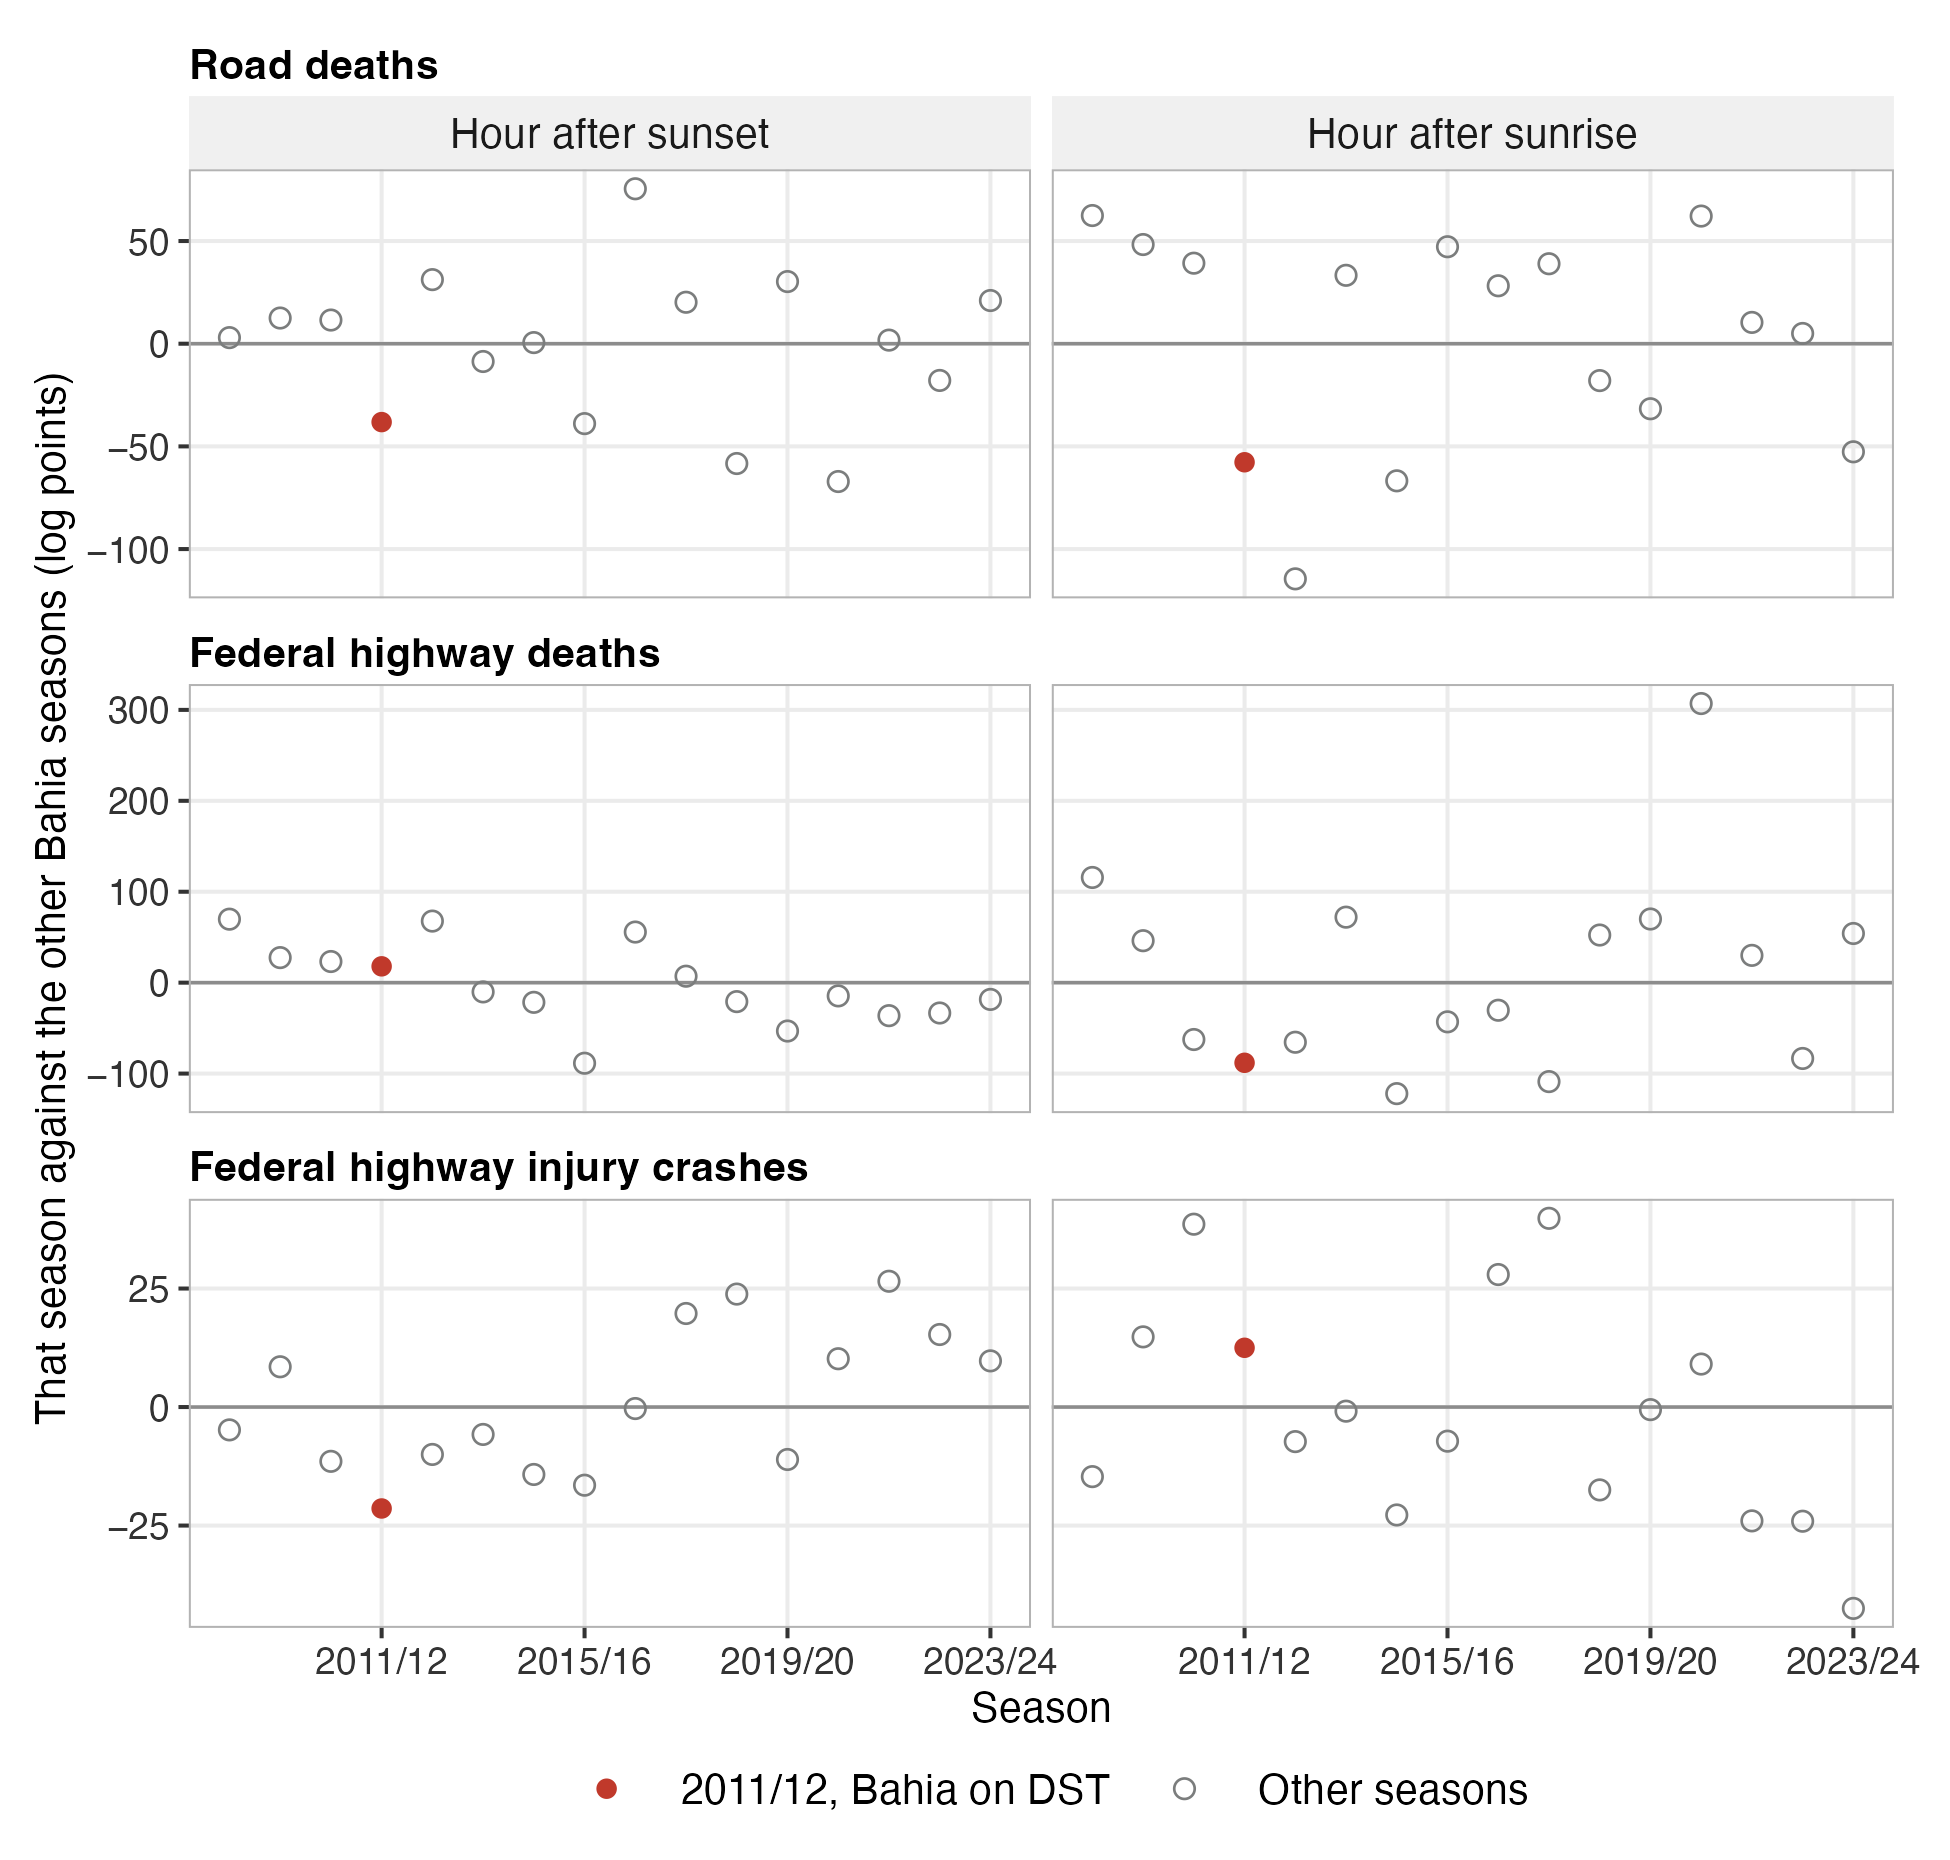 Road deaths
Hour after sunset
Hour after sunrise
50
0
−50
−100
Federal highway deaths
300
200
100
0
−100
Federal highway injury crashes
25
0
−25
That season against the other Bahia seasons (log points)
2011/12 2015/16 2019/20 2023/24
2011/12 2015/16 2019/20 2023/24
Season
2011/12, Bahia on DST
Other seasons